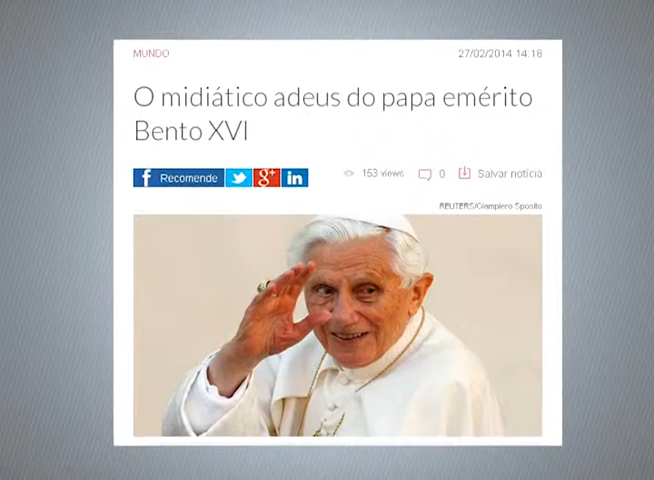 MUNDO 27/02/2014 14:18
O midiático adeus do papa emérito
Bento XVI
f Recomende g+ in 153 views 0 Salvar notícia
REUTERS/Giampiero Sposito